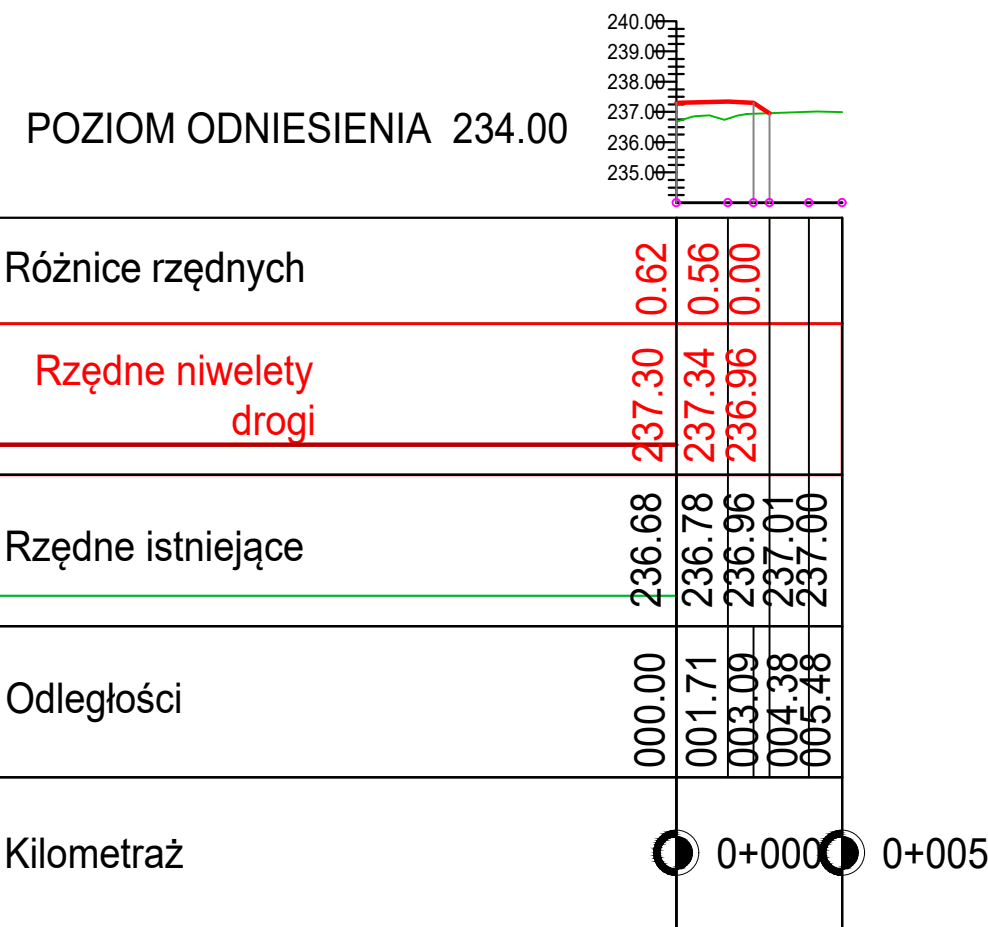 240.00
239.00
238.00
237.00
236.00
235.00
POZIOM ODNIESIENIA 234.00
Różnice rzędnych 0.62 0.56 0.00
Rzędne niwelety
drogi
237.30 237.34 236.96
Rzędne istniejące 236.68 236.78 236.96 237.01 237.00
Odległości 000.00 001.71 003.09 004.38 005.48
Kilometraż 0+000 0+005